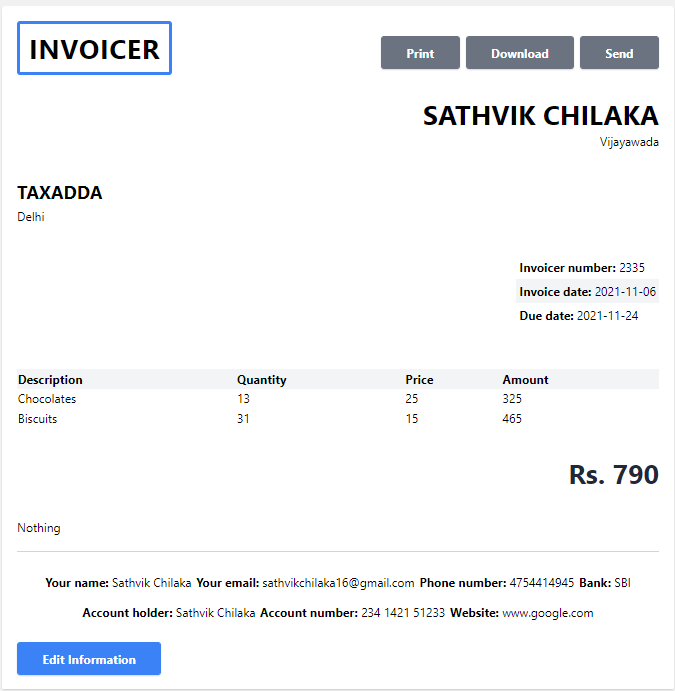 INVOICER
Print Download Send
SATHVIK CHILAKA
Vijayawada
TAXADDA
Delhi
Invoicer number: 2335
Invoice date: 2021-11-06
Due date: 2021-11-24
Description Quantity Price Amount
Chocolates 13 25 325
Biscuits 31 15 465
Rs. 790
Nothing
Your name: Sathvik Chilaka Your email: sathvikchilaka16@gmail.com Phone number: 4754414945 Bank: SBI
Account holder: Sathvik Chilaka Account number: 234 1421 51233 Website: www.google.com
Edit Information